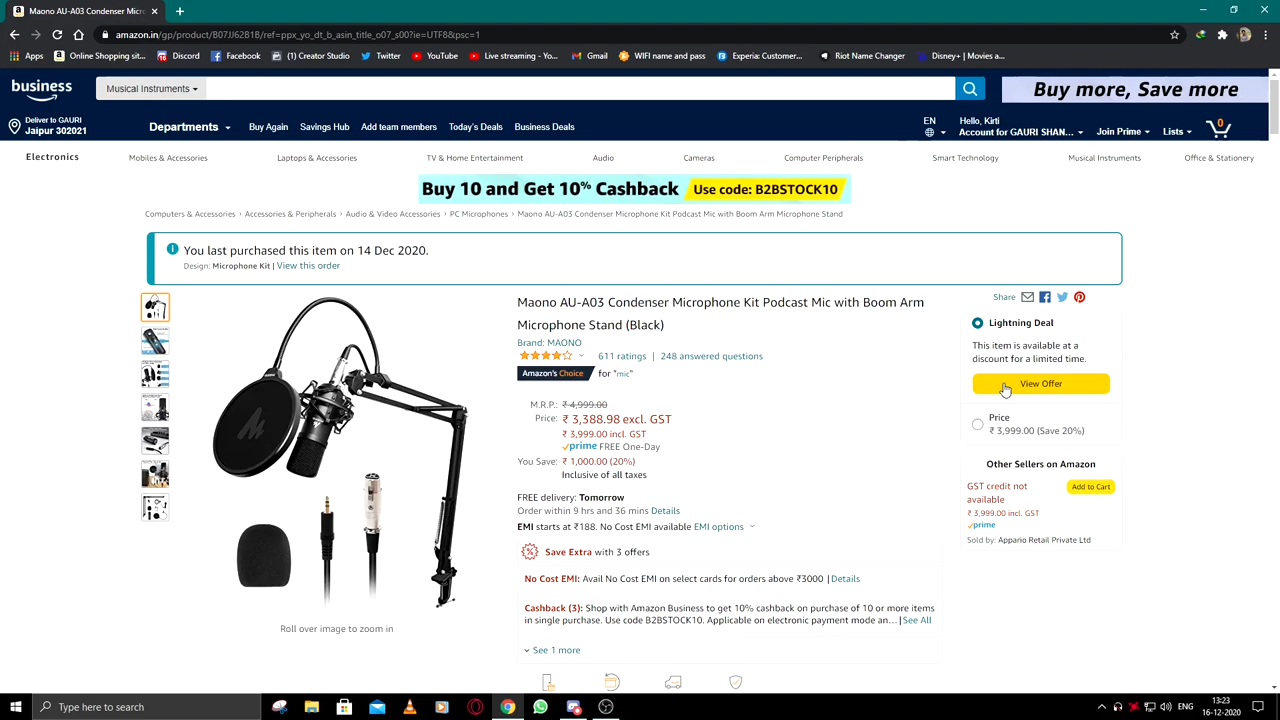 Amazon.in: Buy Maono AU-A03 C
amazon.in/gp/product/B07JJ62B1B/ref=ppx_yo_dt_b_asin_title_o07_s00?ie=UTF8&psc=1
Apps
Online Shopping sit...
Discord
Facebook
(1) Creator Studio
Twitter
YouTube
Live streaming - Yo...
Gmail
WIFI name and pass
Experia: Customer...
Riot Name Changer
Disney+ | Movies a...
business
Musical Instruments
Buy more, Save more
Deliver to GAURI
Jaipur 302021
Departments
Buy Again
Savings Hub
Add team members
Today's Deals
Business Deals
EN
Hello, Kirti
Account for GAURI SHAN...
Join Prime
Lists
0
Electronics
Mobiles & Accessories
Laptops & Accessories
TV & Home Entertainment
Audio
Cameras
Computer Peripherals
Smart Technology
Musical Instruments
Office & Stationery
Buy 10 and Get 10% Cashback Use code: B2BSTOCK10
Computers & Accessories › Accessories & Peripherals › Audio & Video Accessories › PC Microphones › Maono AU-A03 Condenser Microphone Kit Podcast Mic with Boom Arm Microphone Stand
You last purchased this item on 14 Dec 2020.
Design: Microphone Kit | View this order
Roll over image to zoom in
Maono AU-A03 Condenser Microphone Kit Podcast Mic with Boom Arm
Microphone Stand (Black)
Brand: MAONO
611 ratings | 248 answered questions
Amazon's Choice for "mic"
M.R.P.: ₹ 4,999.00
Price: ₹ 3,388.98 excl. GST
₹ 3,999.00 incl. GST
prime FREE One-Day
You Save: ₹ 1,000.00 (20%)
Inclusive of all taxes
FREE delivery: Tomorrow
Order within 9 hrs and 36 mins Details
EMI starts at ₹188. No Cost EMI available EMI options
Save Extra with 3 offers
No Cost EMI: Avail No Cost EMI on select cards for orders above ₹3000 | Details
Cashback (3): Shop with Amazon Business to get 10% cashback on purchase of 10 or more items
in single purchase. Use code B2BSTOCK10. Applicable on electronic payment mode an... | See All
See 1 more
Share
Lightning Deal
This item is available at a
discount for a limited time.
View Offer
Price
₹ 3,999.00 (Save 20%)
Other Sellers on Amazon
GST credit not
available
Add to Cart
₹ 3,999.00 incl. GST
prime
Sold by: Appario Retail Private Ltd
Type here to search
ENG
13:23
16-12-2020